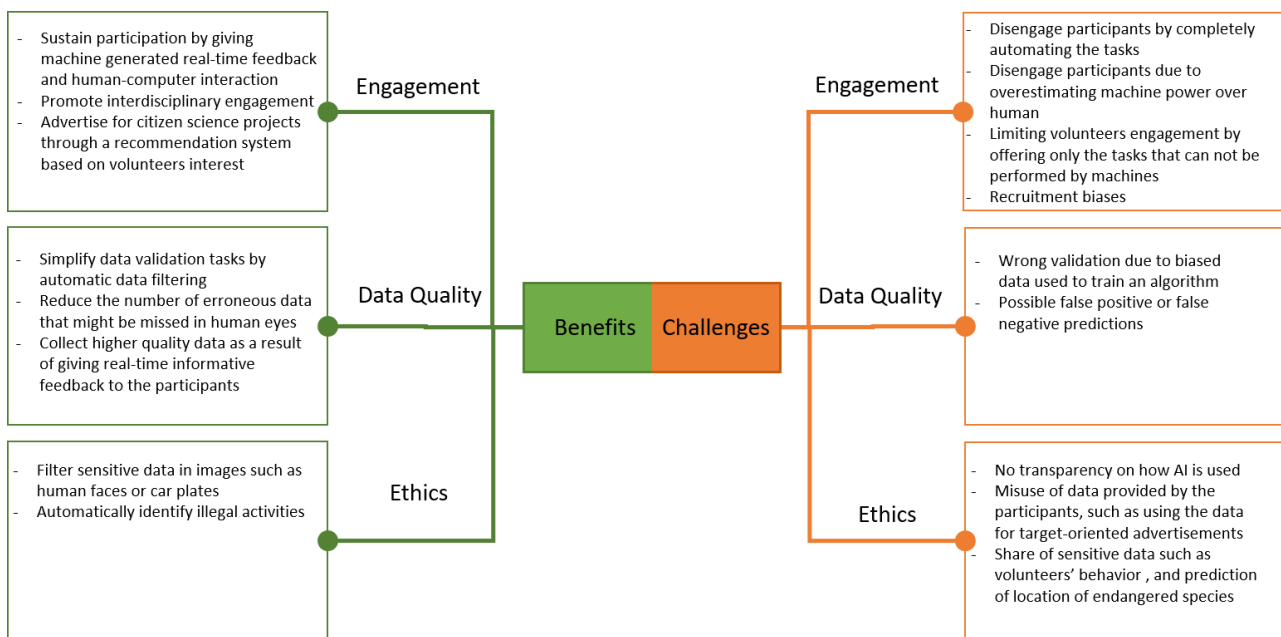 - Sustain participation by giving
machine generated real-time feedback
and human-computer interaction
- Promote interdisciplinary engagement
- Advertise for citizen science projects
through a recommendation system
based on volunteers interest
Engagement
- Simplify data validation tasks by
automatic data filtering
- Reduce the number of erroneous data
that might be missed in human eyes
- Collect higher quality data as a result
of giving real-time informative
feedback to the participants
Data Quality
- Filter sensitive data in images such as
human faces or car plates
- Automatically identify illegal activities
Ethics
Benefits
Challenges
Engagement
- Disengage participants by completely
automating the tasks
- Disengage participants due to
overestimating machine power over
human
- Limiting volunteers engagement by
offering only the tasks that can not be
performed by machines
- Recruitment biases
Data Quality
- Wrong validation due to biased
data used to train an algorithm
- Possible false positive or false
negative predictions
Ethics
- No transparency on how AI is used
- Misuse of data provided by the
participants, such as using the data
for target-oriented advertisements
- Share of sensitive data such as
volunteers' behavior , and prediction
of location of endangered species